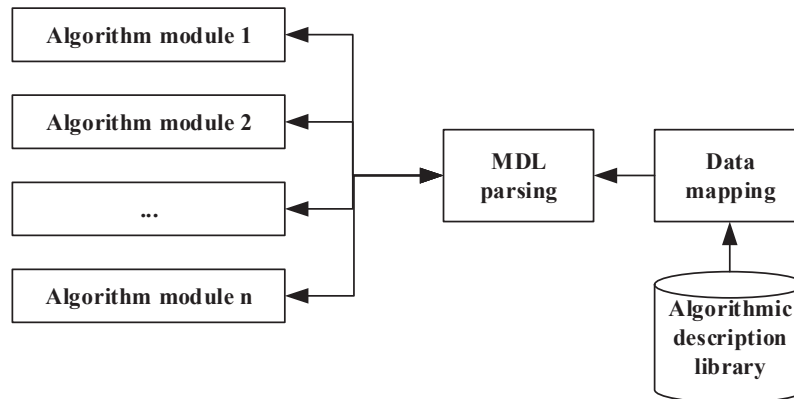 Algorithm module 1
Algorithm module 2
...
Algorithm module n
MDL
parsing
Data
mapping
Algorithmic
description
library